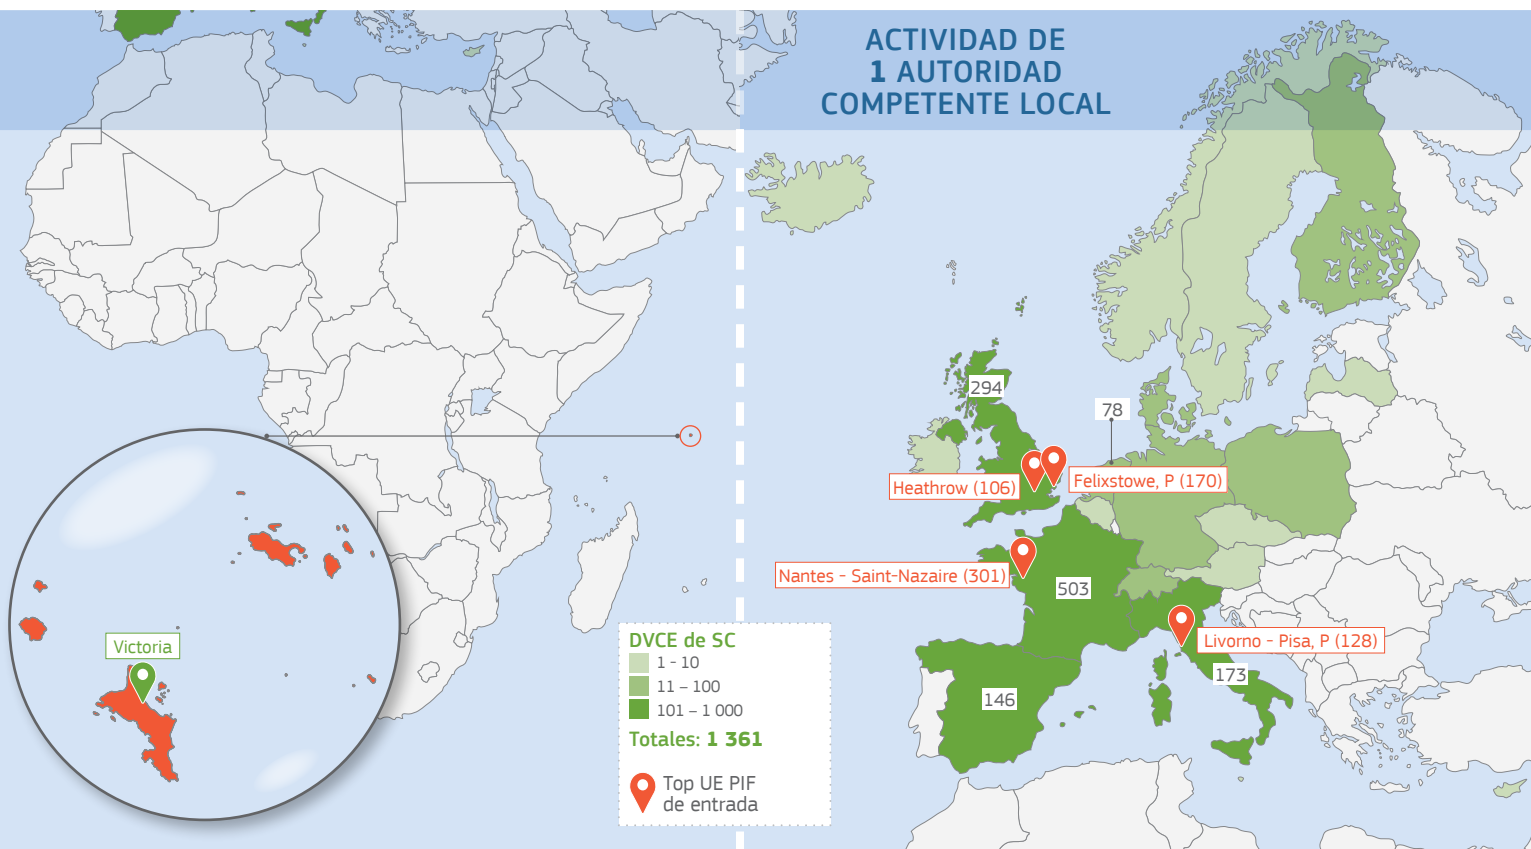 ACTIVIDAD DE
1 AUTORIDAD
COMPETENTE LOCAL
294
78
Heathrow (106)
Felixstowe, P (170)
Nantes - Saint-Nazaire (301)
503
Livorno - Pisa, P (128)
173
146
Victoria
DVCE de SC
1 - 10
11 – 100
101 – 1 000
Totales: 1 361
Top UE PIF
de entrada